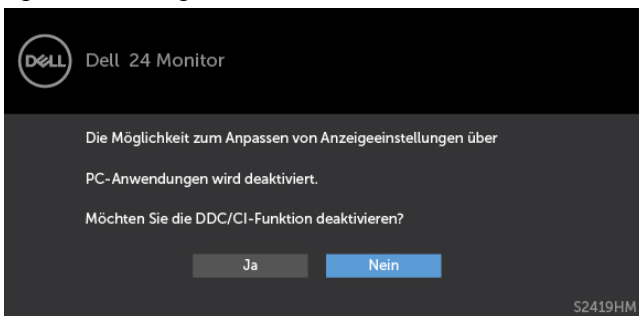 DELL
Dell 24 Monitor
Die Möglichkeit zum Anpassen von Anzeigeeinstellungen über
PC-Anwendungen wird deaktiviert.
Möchten Sie die DDC/CI-Funktion deaktivieren?
Ja Nein
S2419HM